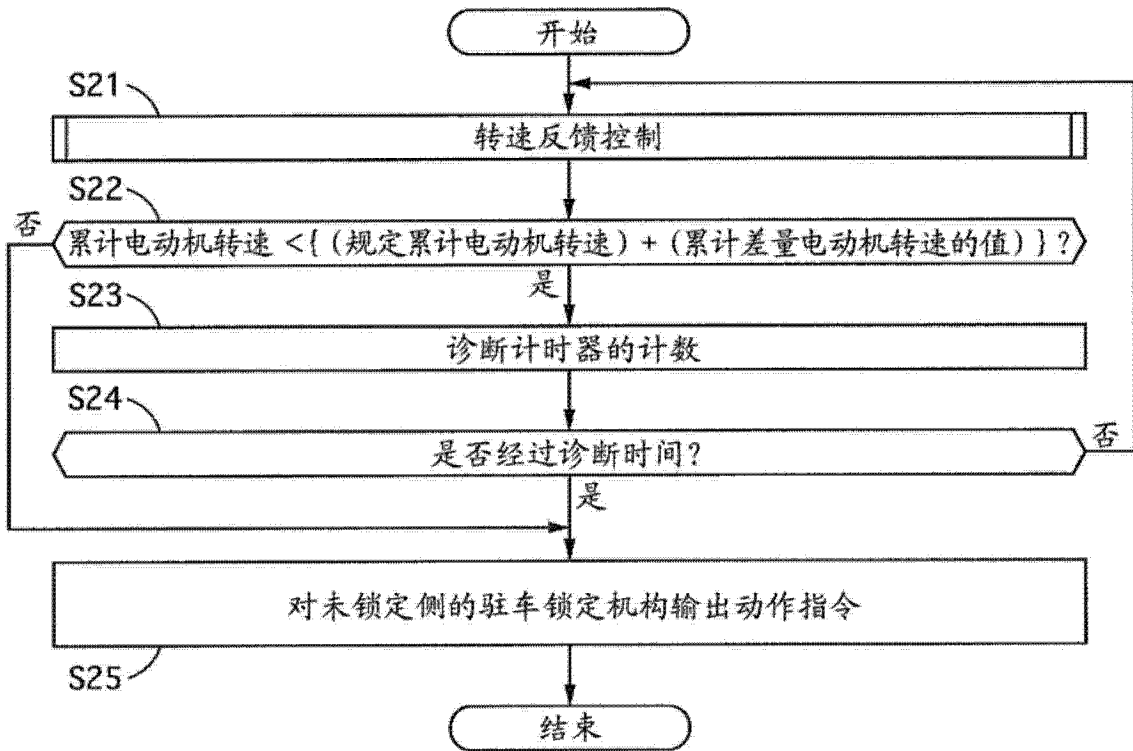 开始
S21
转速反馈控制
S22
否
累计电动机转速 <{ (规定累计电动机转速) + (累计差量电动机转速的值) } ?
是
S23
诊断计时器的计数
S24
是否经过诊断时间?
否
是
对未锁定侧的驻车锁定机构输出动作指令
S25
结束